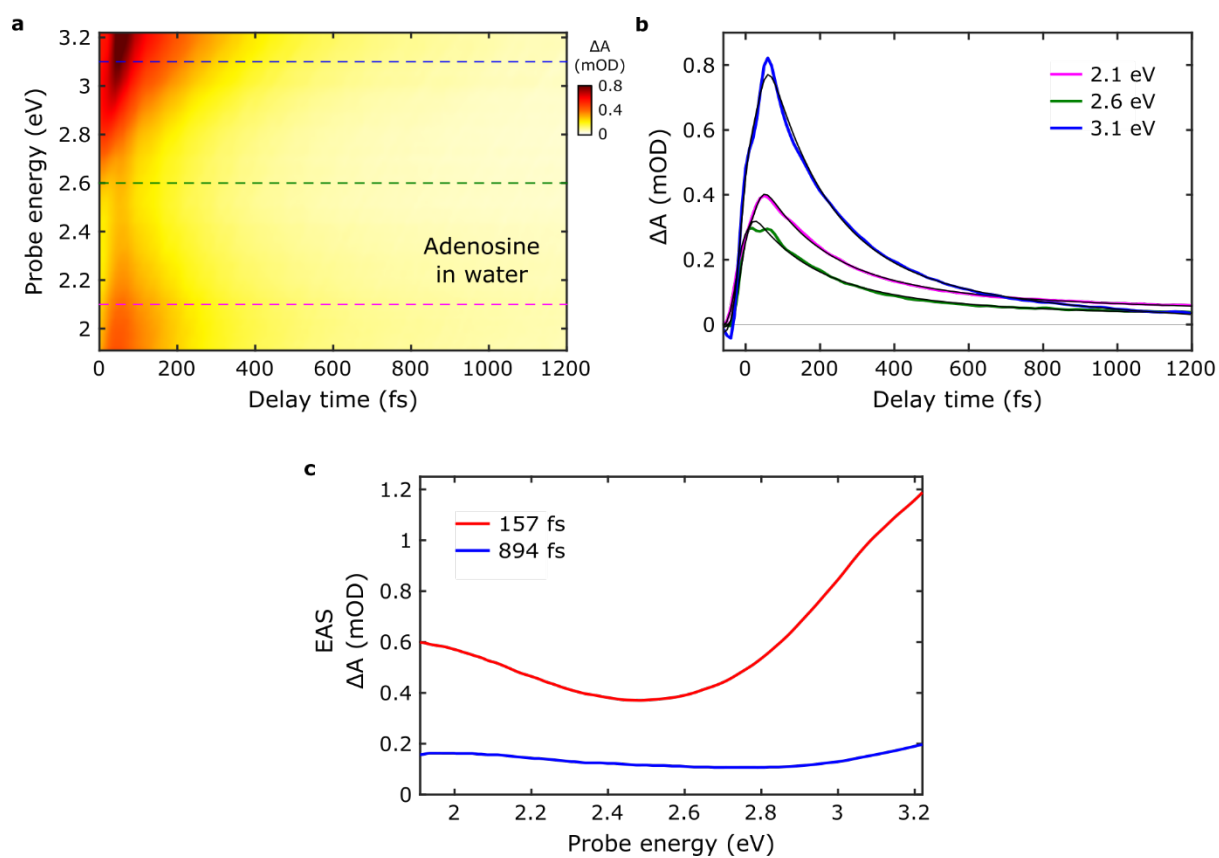 a
3.2
3
2.8
2.6
2.4
2.2
2
Probe energy (eV)
0 200 400 600 800 1000 1200
Delay time (fs)
Adenosine
in water
ΔA
(mOD)
0.8
0.4
0
b
0.8
0.6
0.4
0.2
0
ΔA (mOD)
2.1 eV
2.6 eV
3.1 eV
0 200 400 600 800 1000 1200
Delay time (fs)
c
1.2
1
0.8
0.6
0.4
0.2
0
EAS
ΔA (mOD)
157 fs
894 fs
2 2.2 2.4 2.6 2.8 3 3.2
Probe energy (eV)